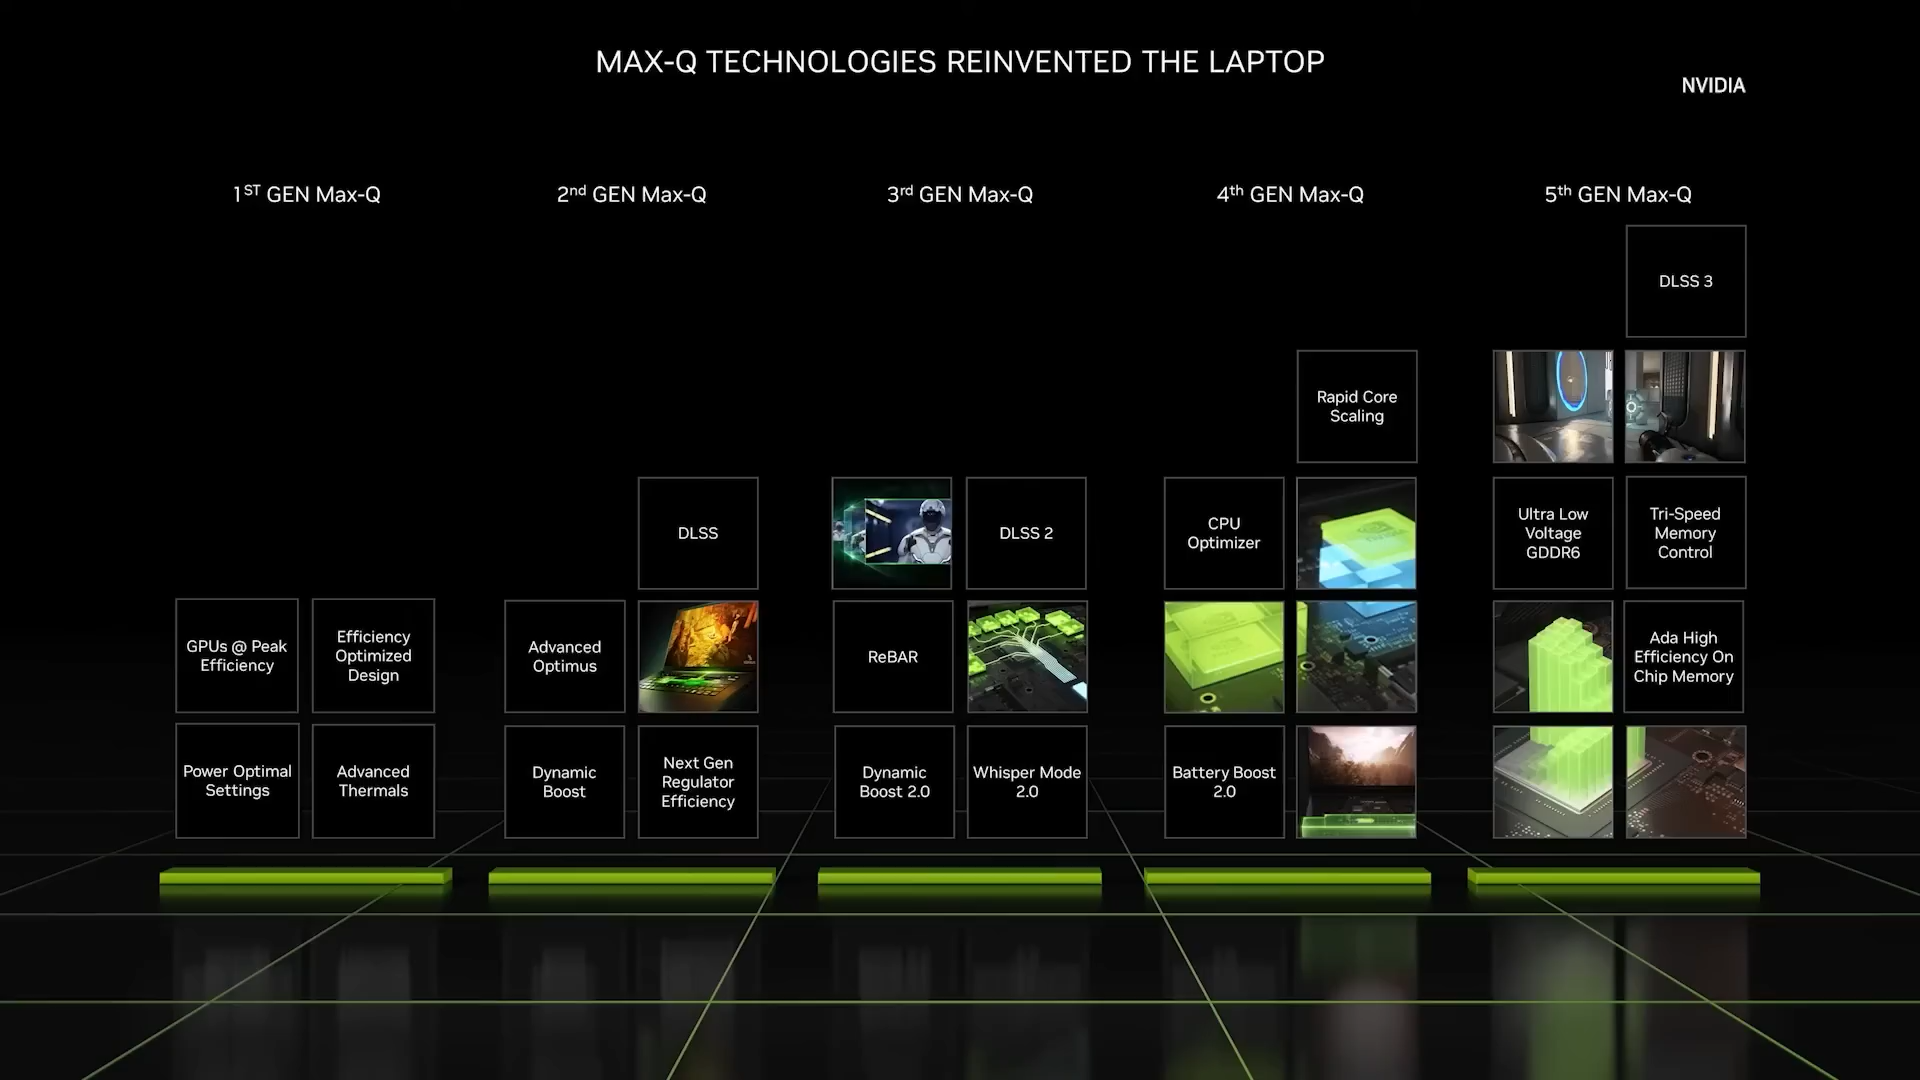 MAX-Q TECHNOLOGIES REINVENTED THE LAPTOP
NVIDIA
1ST GEN Max-Q
GPUs @ Peak
Efficiency
Efficiency
Optimized
Design
Power Optimal
Settings
Advanced
Thermals
2nd GEN Max-Q
DLSS
Advanced
Optimus
Dynamic
Boost
Next Gen
Regulator
Efficiency
3rd GEN Max-Q
DLSS 2
ReBAR
Dynamic
Boost 2.0
Whisper Mode
2.0
4th GEN Max-Q
Rapid Core
Scaling
CPU
Optimizer
Battery Boost
2.0
5th GEN Max-Q
DLSS 3
Ultra Low
Voltage
GDDR6
Tri-Speed
Memory
Control
Ada High
Efficiency On
Chip Memory